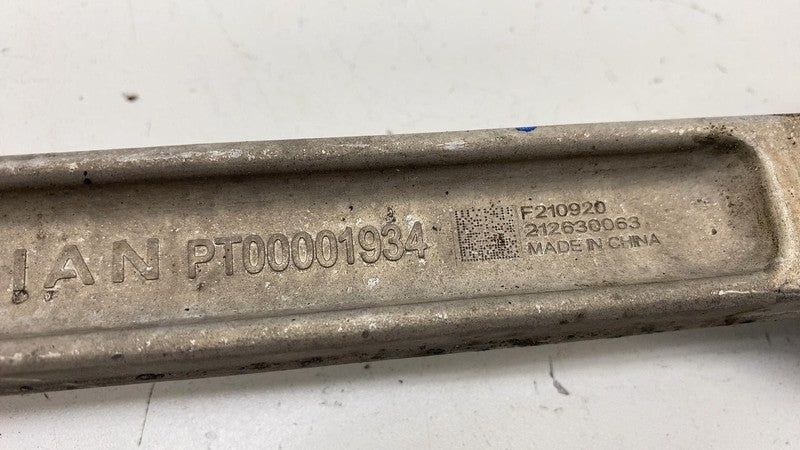 IAN PT00001934
F210920
212630063
MADE IN CHINA